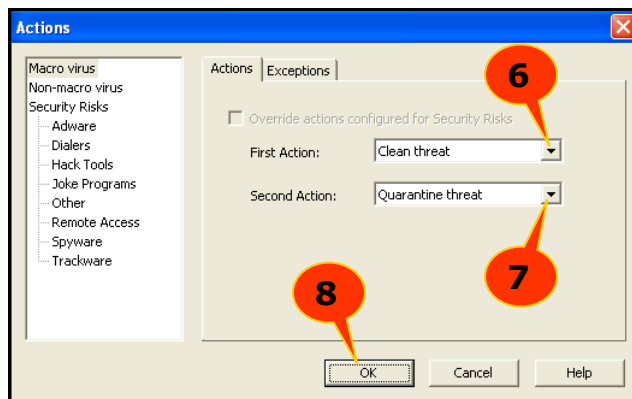 Actions
Macro virus
Non-macro virus
Security Risks
Adware
Dialers
Hack Tools
Joke Programs
Other
Remote Access
Spyware
Trackware
Actions Exceptions
6
Override actions configured for Security Risks
First Action: Clean threat
Second Action: Quarantine threat
7
8
OK Cancel Help